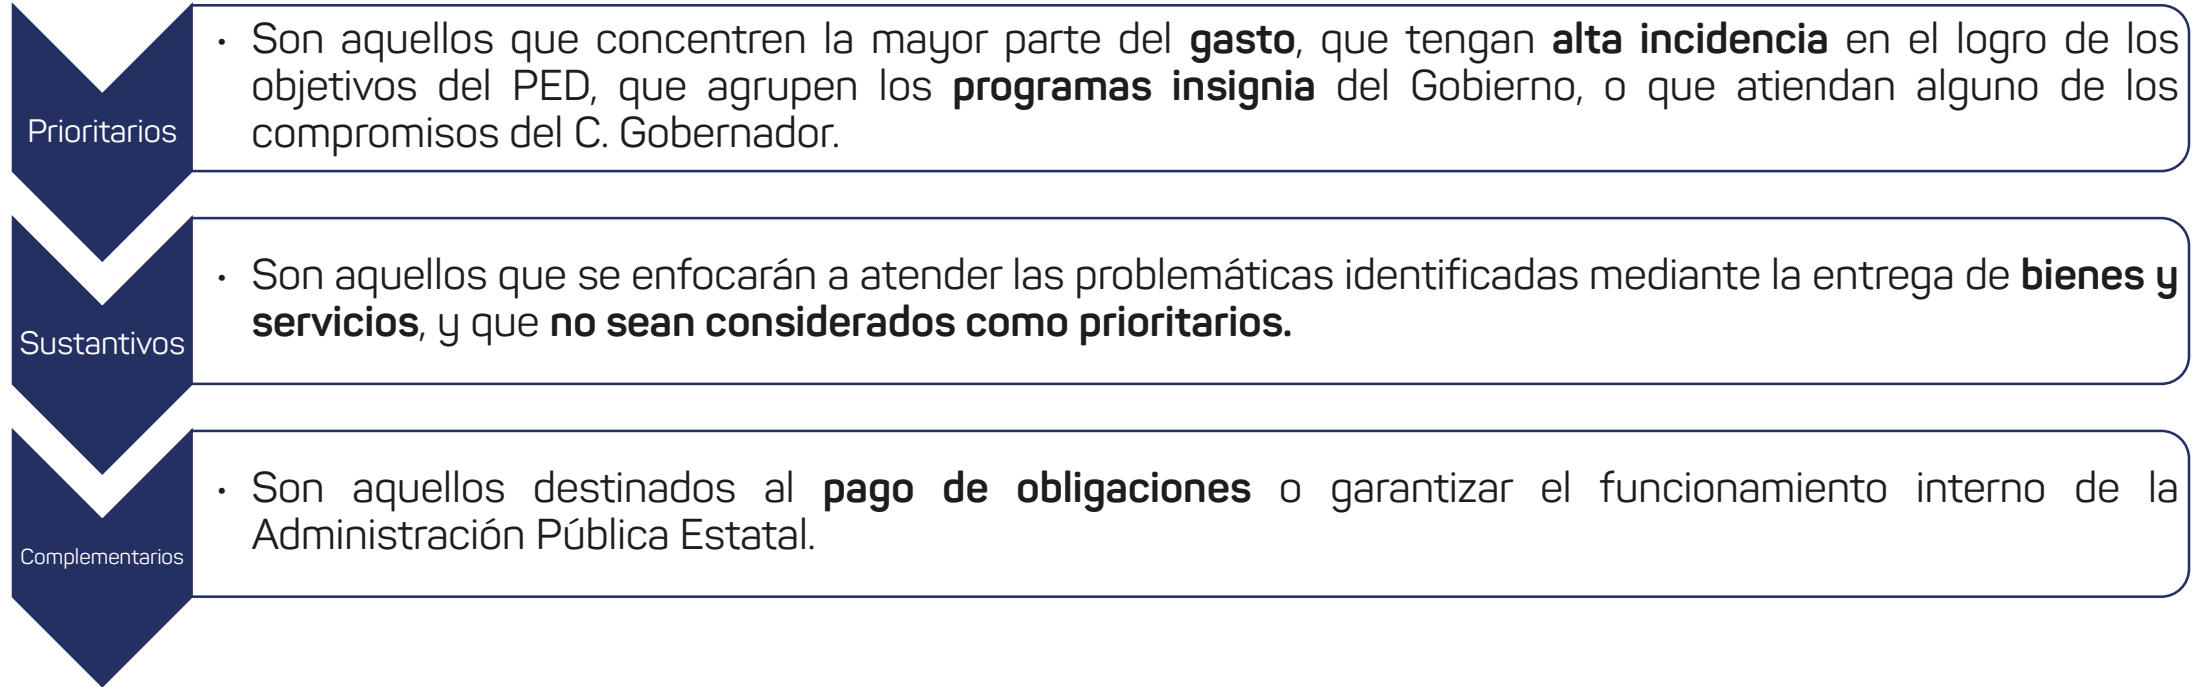 Prioritarios
· Son aquellos que concentren la mayor parte del gasto, que tengan alta incidencia en el logro de los
objetivos del PED, que agrupen los programas insignia del Gobierno, o que atiendan alguno de los
compromisos del C. Gobernador.
Sustantivos
· Son aquellos que se enfocarán a atender las problemáticas identificadas mediante la entrega de bienes y
servicios, y que no sean considerados como prioritarios.
Complementarios
· Son aquellos destinados al pago de obligaciones o garantizar el funcionamiento interno de la
Administración Pública Estatal.